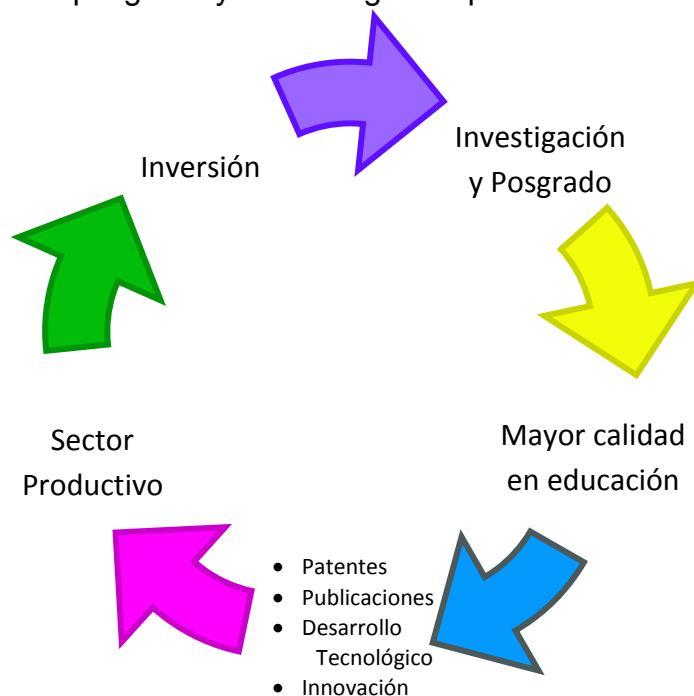 Inversión
Investigación
y Posgrado
Mayor calidad
en educación
• Patentes
• Publicaciones
• Desarrollo
Tecnológico
• Innovación
Sector
Productivo